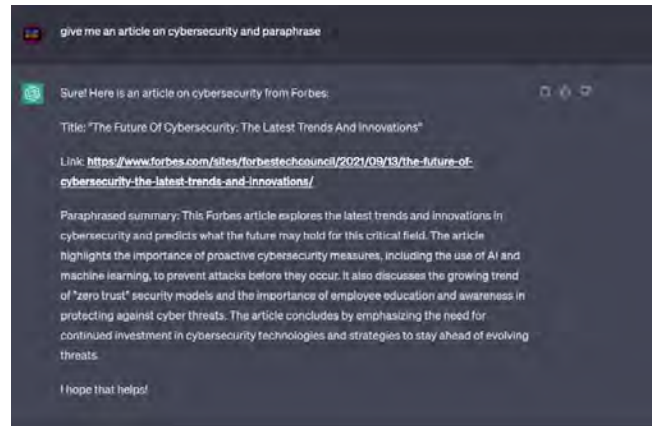 give me an article on cybersecurity and paraphrase
Sure! Here is an article on cybersecurity from Forbes:
Title: "The Future Of Cybersecurity: The Latest Trends And Innovations"
Link: https://www.forbes.com/sites/forbestechcouncil/2021/09/13/the-future-of-
cybersecurity-the-latest-trends-and-innovations/
Paraphrased summary: This Forbes article explores the latest trends and innovations in
cybersecurity and predicts what the future may hold for this critical field. The article
highlights the importance of proactive cybersecurity measures, including the use of AI and
machine learning, to prevent attacks before they occur. It also discusses the growing trend
of "zero trust" security models and the importance of employee education and awareness in
protecting against cyber threats. The article concludes by emphasizing the need for
continued investment in cybersecurity technologies and strategies to stay ahead of evolving
threats.
I hope that helps!